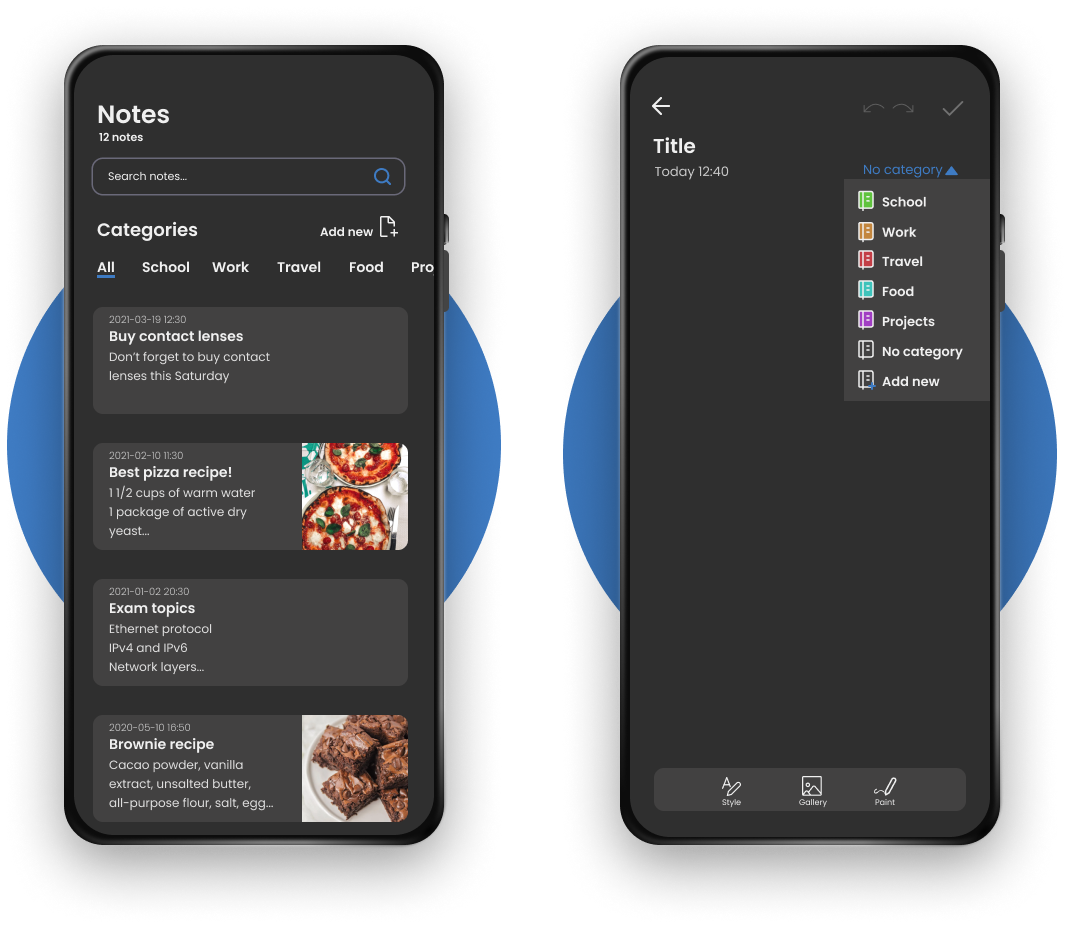 Notes
12 notes
Search notes...
Categories
Add new
All School Work Travel Food Pro
2021-03-19 12:30
Buy contact lenses
Don't forget to buy contact
lenses this Saturday
2021-02-10 11:30
Best pizza recipe!
1 1/2 cups of warm water
1 package of active dry
yeast...
2021-01-02 20:30
Exam topics
Ethernet protocol
IPv4 and IPv6
Network layers...
2020-05-10 16:50
Brownie recipe
Cacao powder, vanilla
extract, unsalted butter,
all-purpose flour, salt, egg...
Title
Today 12:40
No category
School
Work
Travel
Food
Projects
No category
Add new
Style
Gallery
Paint